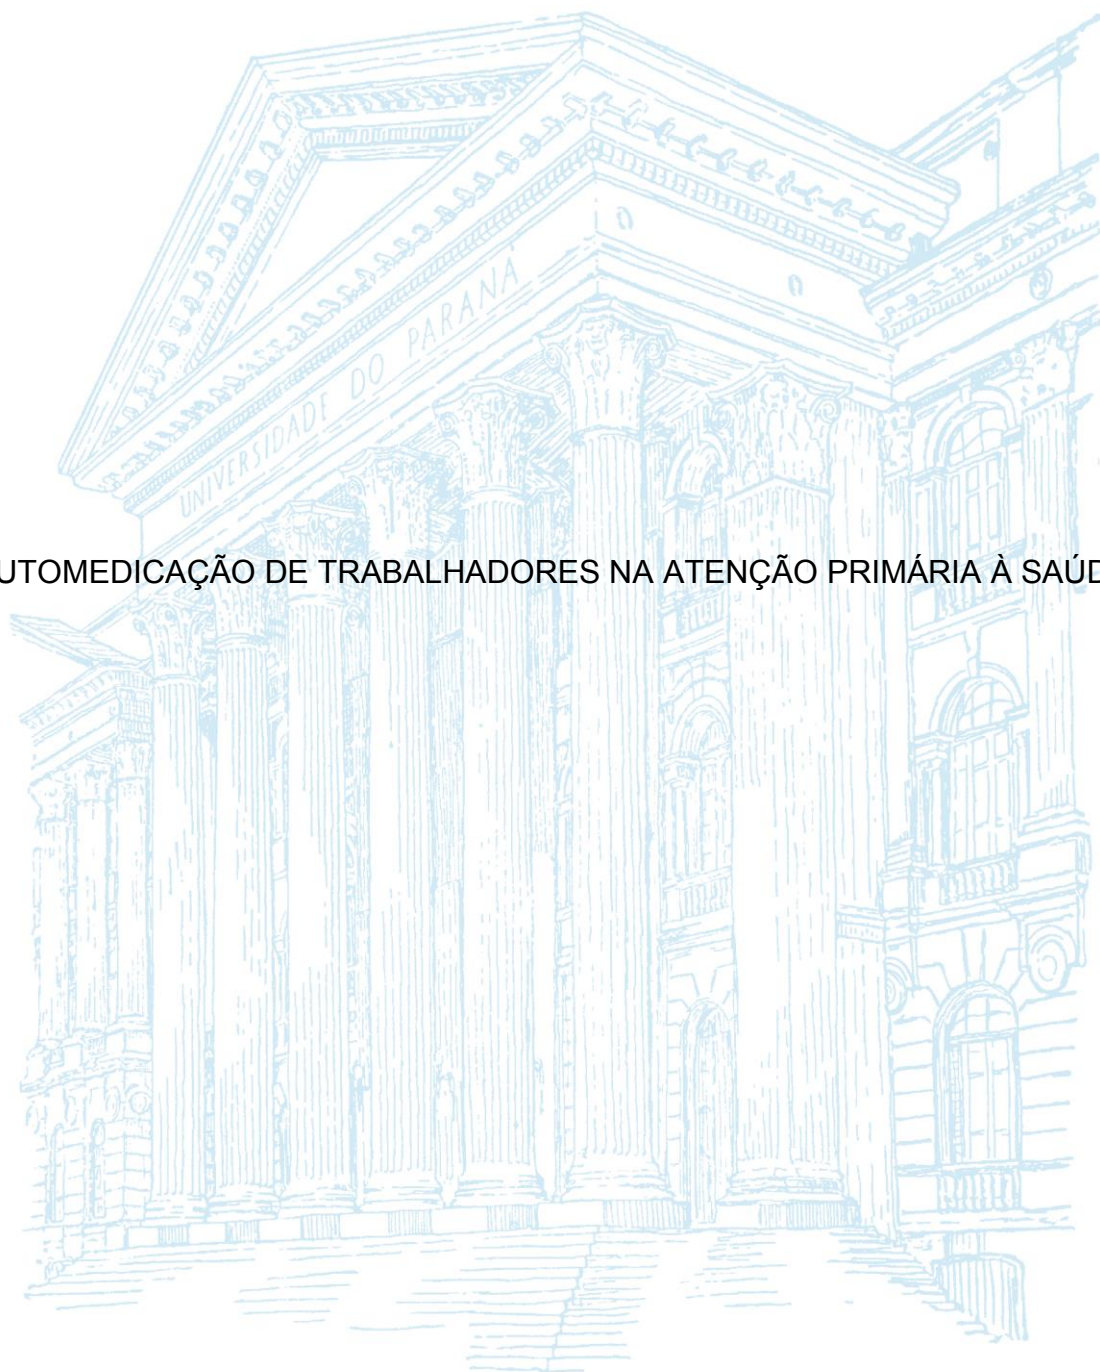 UNIVERSIDADE DO PARANÁ
UTOMEDICAÇÃO DE TRABALHADORES NA ATENÇÃO PRIMÁRIA À SAÚD